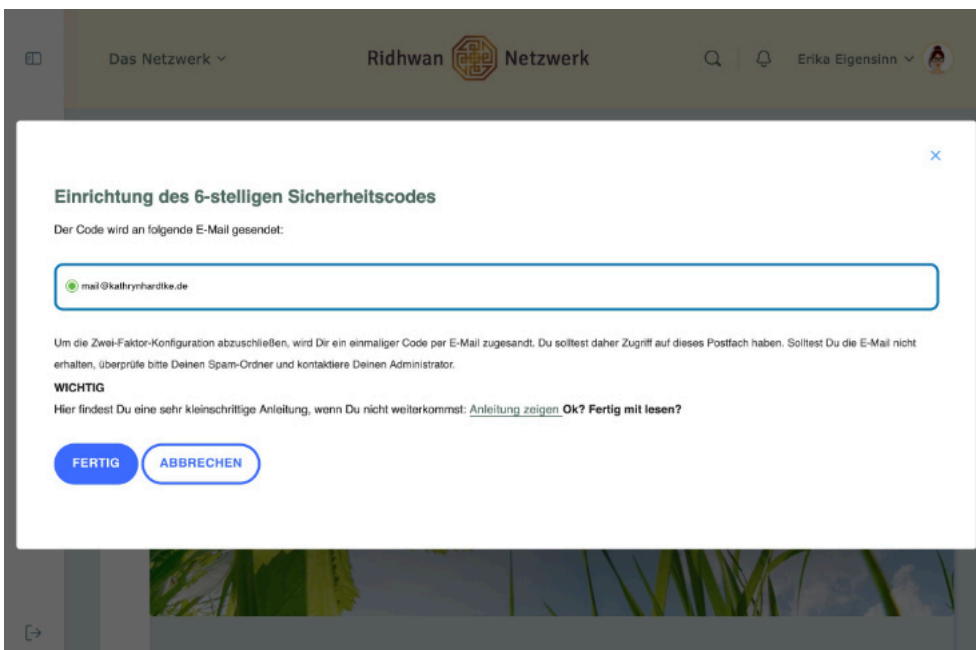 Das Netzwerk
Ridhwan Netzwerk
Erika Eigensinn
Einrichtung des 6-stelligen Sicherheitscodes
Der Code wird an folgende E-Mail gesendet:
mail@kathrynhardtke.de
Um die Zwei-Faktor-Konfiguration abzuschließen, wird Dir ein einmaliger Code per E-Mail zugesandt. Du solltest daher Zugriff auf dieses Postfach haben. Solltest Du die E-Mail nicht
erhalten, überprüfe bitte Deinen Spam-Ordner und kontaktiere Deinen Administrator.
WICHTIG
Hier findest Du eine sehr kleinschrittige Anleitung, wenn Du nicht weiterkommst: Anleitung zeigen Ok? Fertig mit lesen?
FERTIG
ABBRECHEN